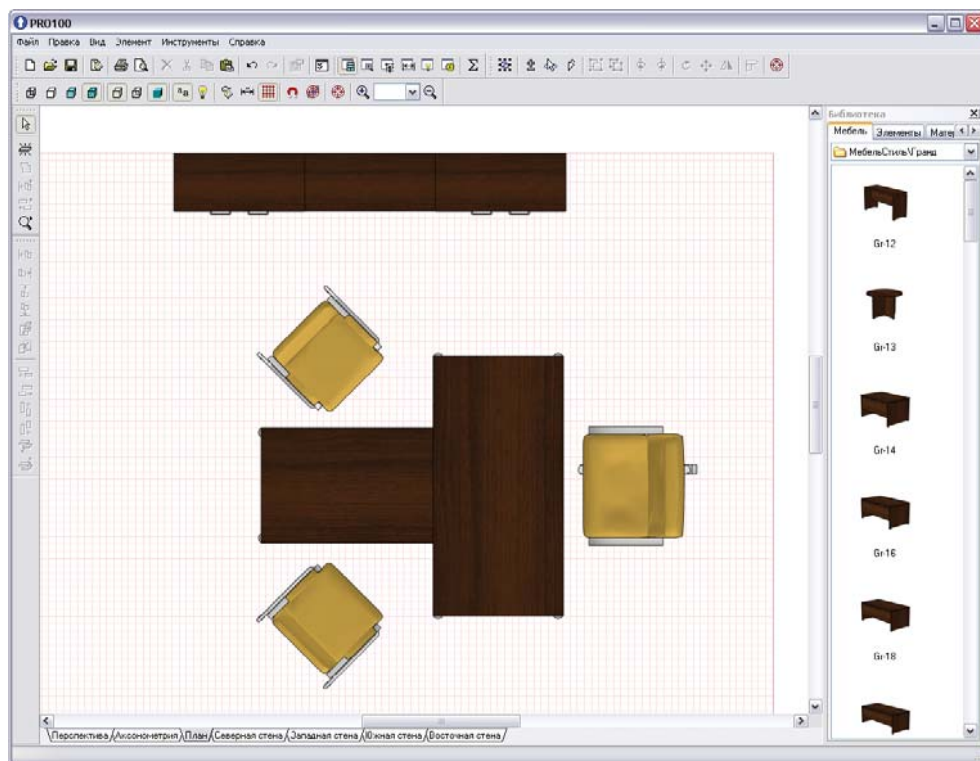 PRO100
Файл Правка Вид Элемент Инструменты Справка
Библиотека
Мебель Элементы Матер
МебельСтиль\Гранд
Gr-12
Gr-13
Gr-14
Gr-16
Gr-18
Перспектива Аксонометрия План Северная стена Западная стена Южная стена Восточная стена